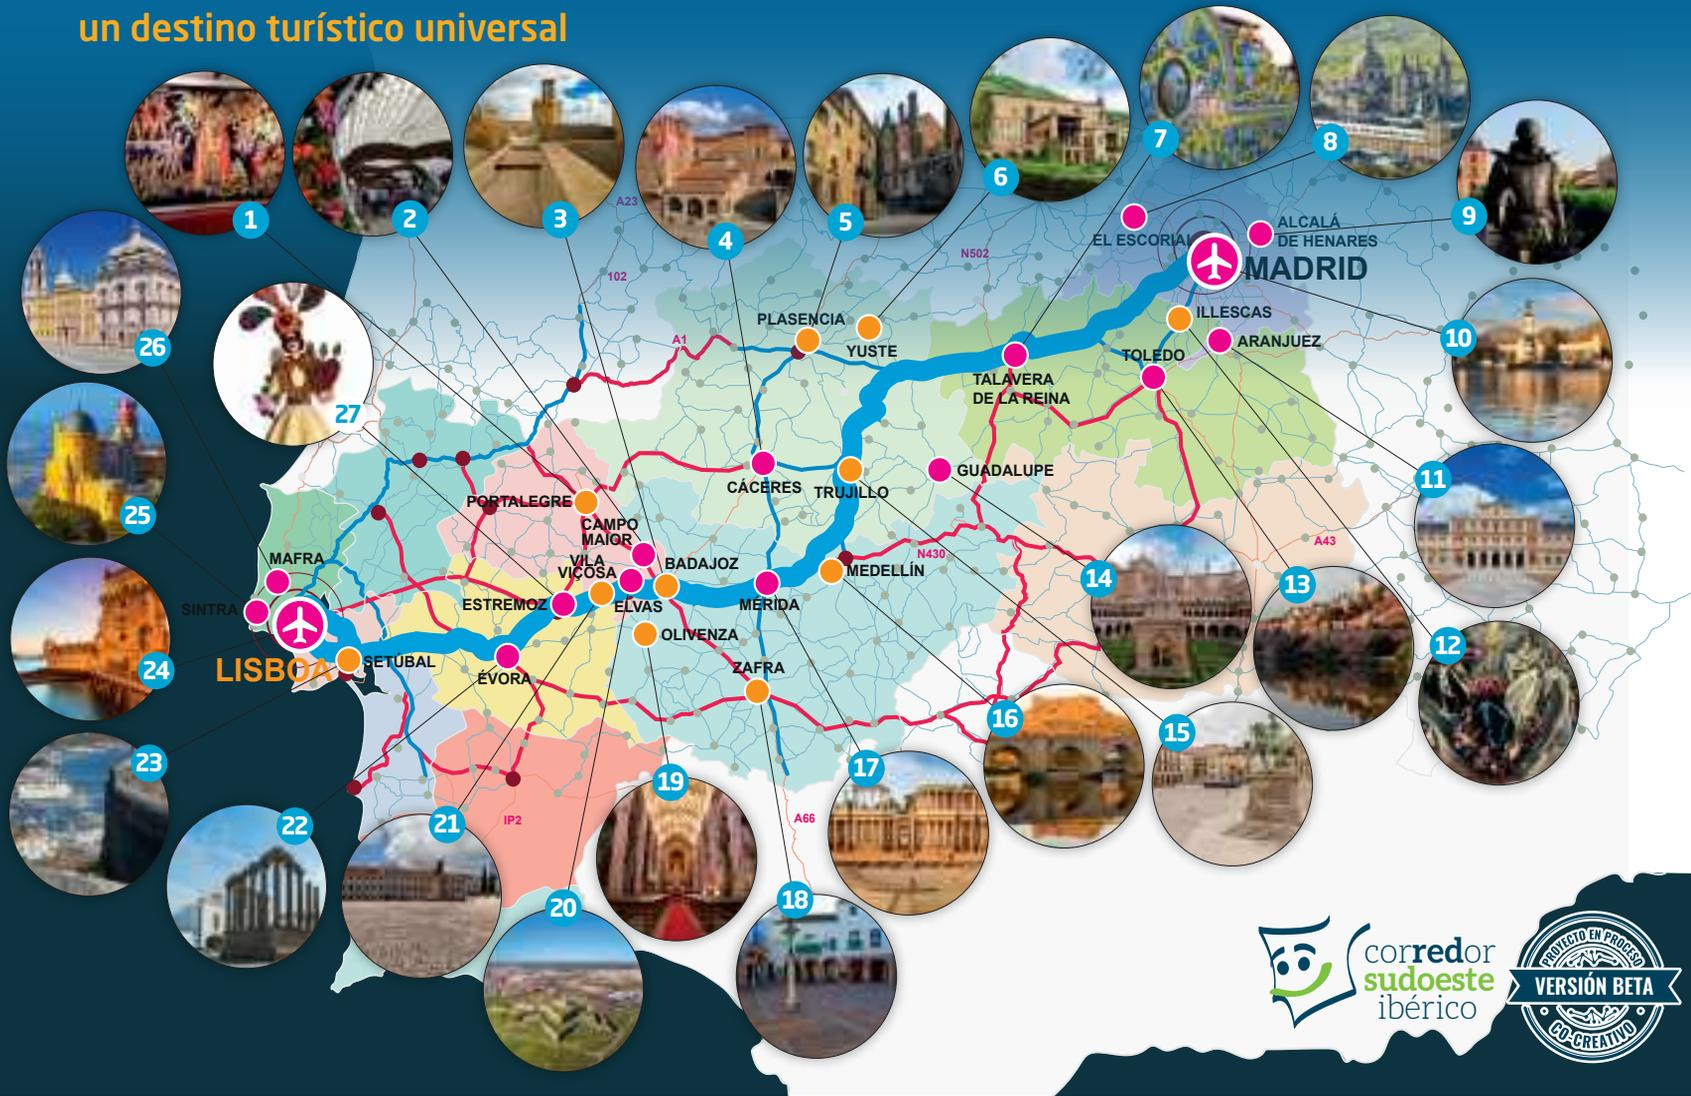 un destino turístico universal
1
2
3
4
5
6
7
8
9
10
11
12
13
14
15
16
17
18
19
20
21
22
23
24
25
26
27
A23
102
A1
N502
N430
A43
A66
IP2
EL ESCORIAL
ALCALÁ
DE HENARES
MADRID
ILLESCAS
ARANJUEZ
TOLEDO
TALAVERA
DE LA REINA
PLASENCIA
YUSTE
GUADALUPE
CÁCERES
TRUJILLO
PORTALEGRE
CAMPO
MAIOR
VILA
VIÇOSA
BADAJOZ
MEDELLÍN
ESTREMOZ
ELVAS
MÉRIDA
OLIVENZA
ZAFRA
MAFRA
SINTRA
LISBOA
SETÚBAL
ÉVORA
corredor
sudoeste
ibérico
PROYECTO EN PROCESO
VERSIÓN BETA
CO-CREATIVO